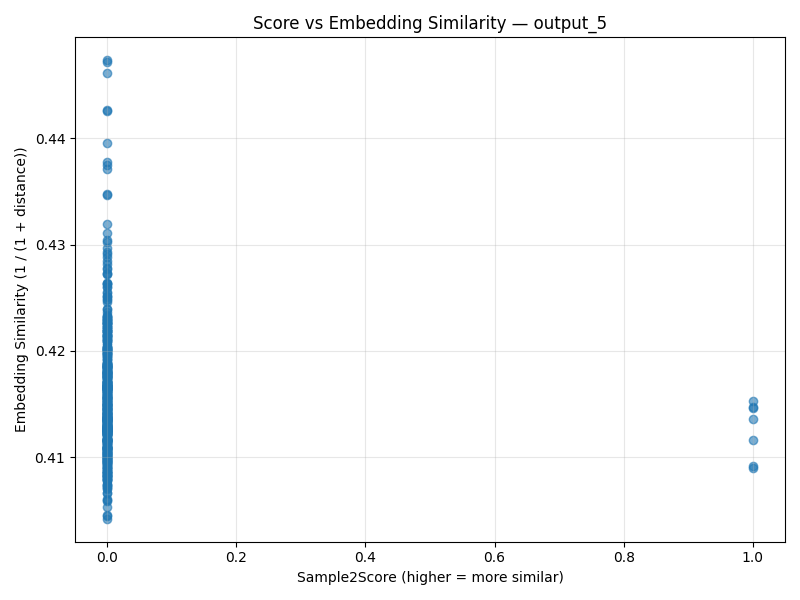 Score vs Embedding Similarity — output_5
Embedding Similarity (1 / (1 + distance))
0.44
0.43
0.42
0.41
0.0 0.2 0.4 0.6 0.8 1.0
Sample2Score (higher = more similar)